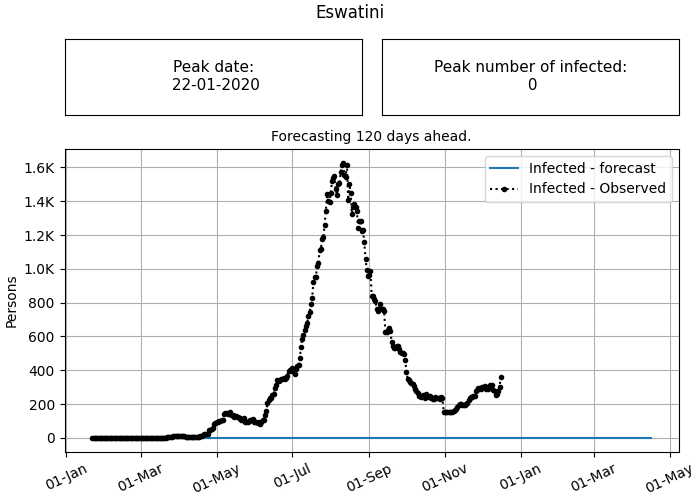 Eswatini
Peak date:
22-01-2020
Peak number of infected:
0
Forecasting 120 days ahead.
Infected - forecast
Infected - Observed
1.6K
1.4K
1.2K
1.0K
800
600
400
200
0
Persons
01-Jan
01-Mar
01-May
01-Jul
01-Sep
01-Nov
01-Jan
01-Mar
01-May